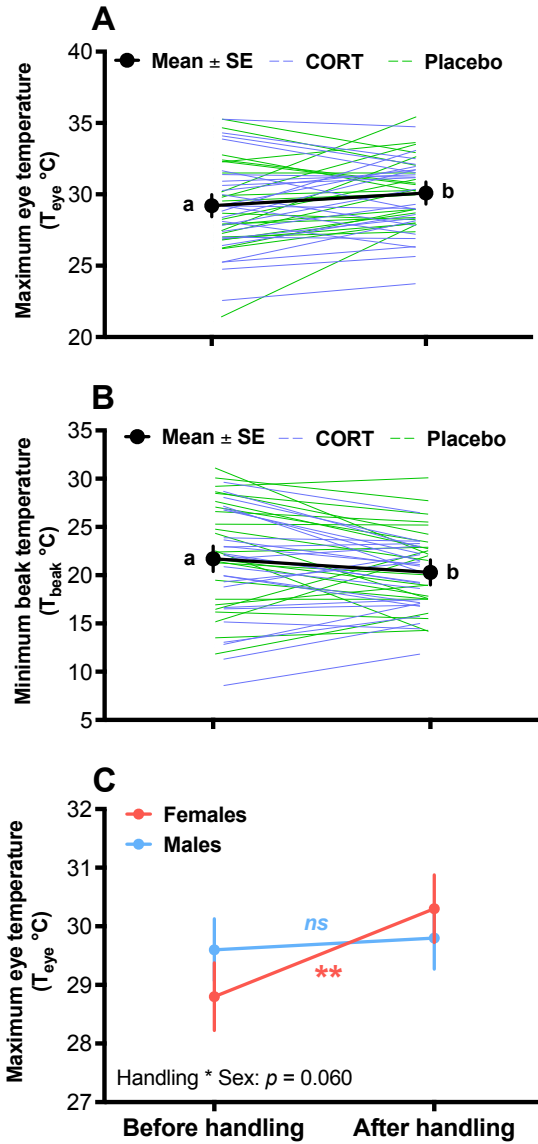 A
Mean ± SE CORT Placebo
40
35
30
25
20
Maximum eye temperature
(Teye °C)
a
b
B
Mean ± SE CORT Placebo
35
30
25
20
15
10
5
Minimum beak temperature
(Tbeak °C)
a
b
C
Females
Males
32
31
30
29
28
27
Maximum eye temperature
(Teye °C)
ns
**
Handling * Sex: p = 0.060
Before handling After handling